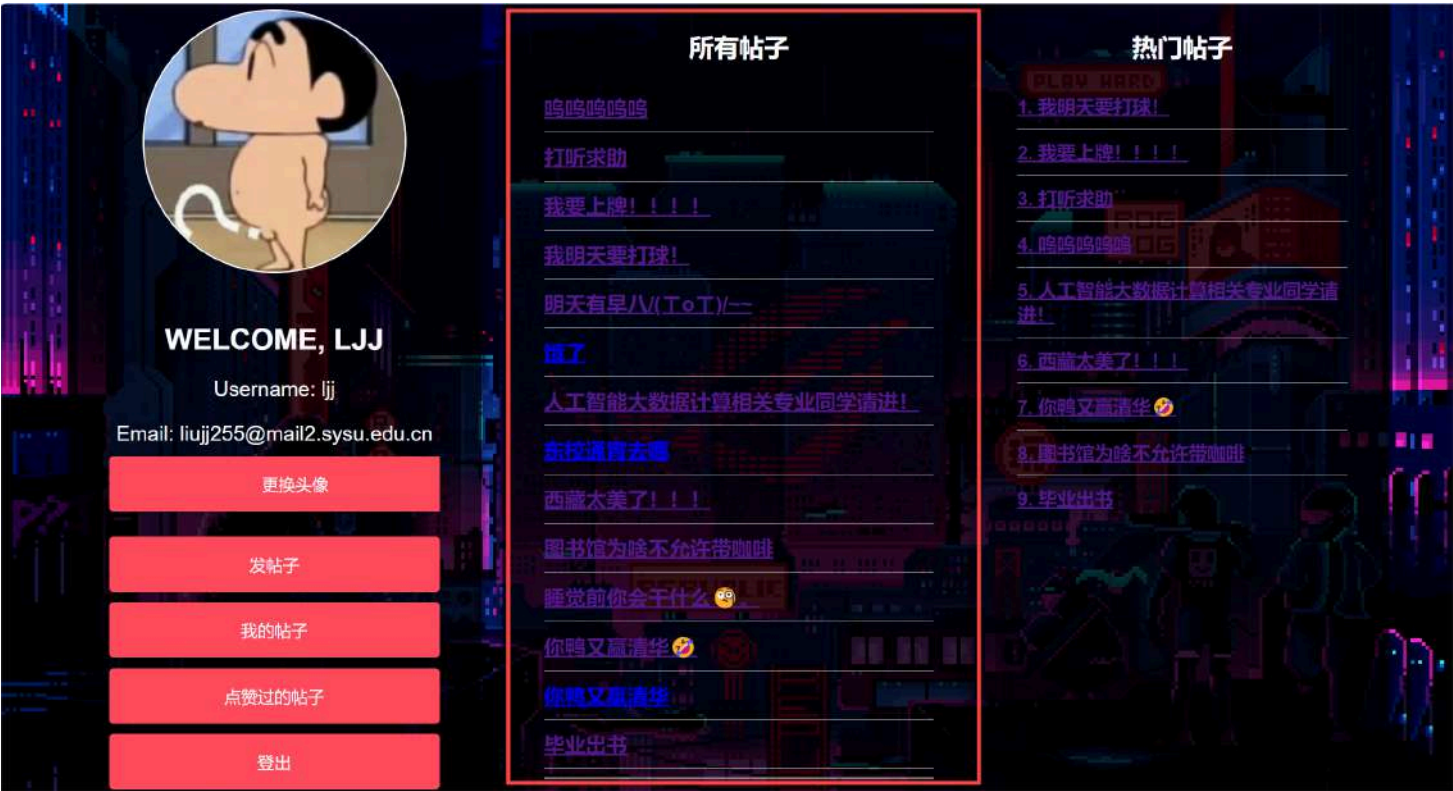 WELCOME, LJJ
Username: ljj
Email: liujj255@mail2.sysu.edu.cn
更换头像
发帖子
我的帖子
点赞过的帖子
登出
所有帖子
呜呜呜呜呜
打听求助
我要上牌！！！！
我明天要打球！
明天有早八/(ㄒoㄒ)/~~
饿了
人工智能大数据计算相关专业同学请进！
东校通宵去哪
西藏太美了！！！
图书馆为啥不允许带咖啡
睡觉前你会干什么🧐.
你鸭又赢清华🤣
你鸭又赢清华
毕业出书
热门帖子
PLAY HARD
1. 我明天要打球！
2. 我要上牌！！！！
3. 打听求助
4. 呜呜呜呜呜
5. 人工智能大数据计算相关专业同学请
进！
6. 西藏太美了！！！
7. 你鸭又赢清华🤣
8. 图书馆为啥不允许带咖啡
9. 毕业出书